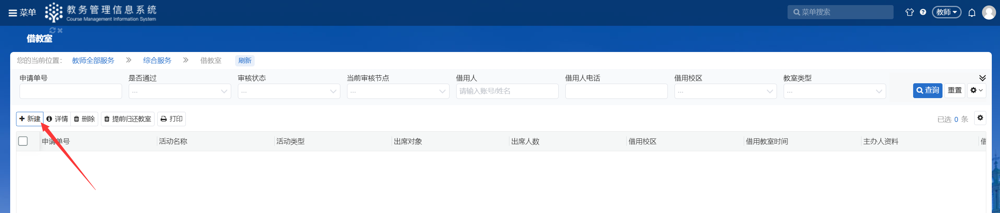 菜单
教务管理信息系统
Course Management Information System
菜单搜索
教师
借教室
您的当前位置： 教师全部服务 综合服务 借教室 刷新
申请单号 是否通过 审核状态 当前审核节点 借用人 借用人电话 借用校区 教室类型
... ... ... 请输入账号/姓名 ... ... 查询 重置
新建 详情 删除 提前归还教室 打印 已选 0 条
申请单号 活动名称 活动类型 出席对象 出席人数 借用校区 借用教室时间 主办人资料 借